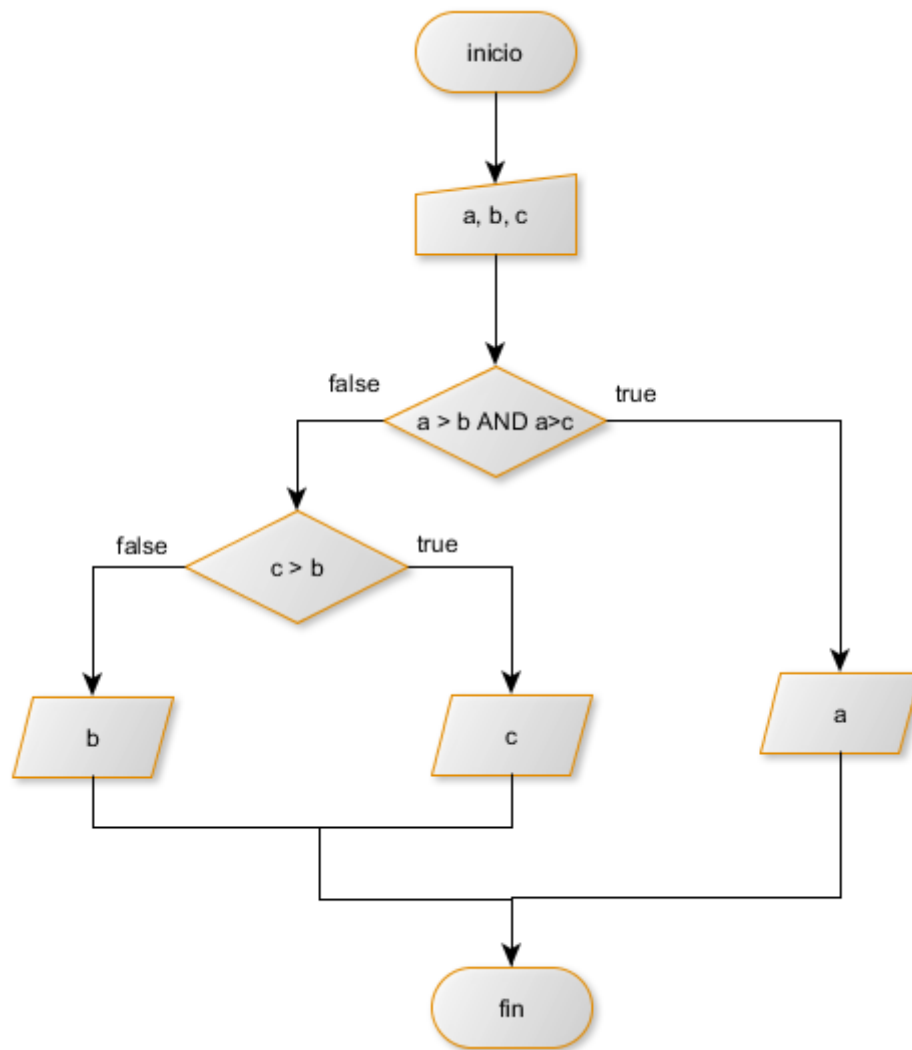 inicio
a, b, c
false
a > b AND a>c
true
false
c > b
true
b
c
a
fin